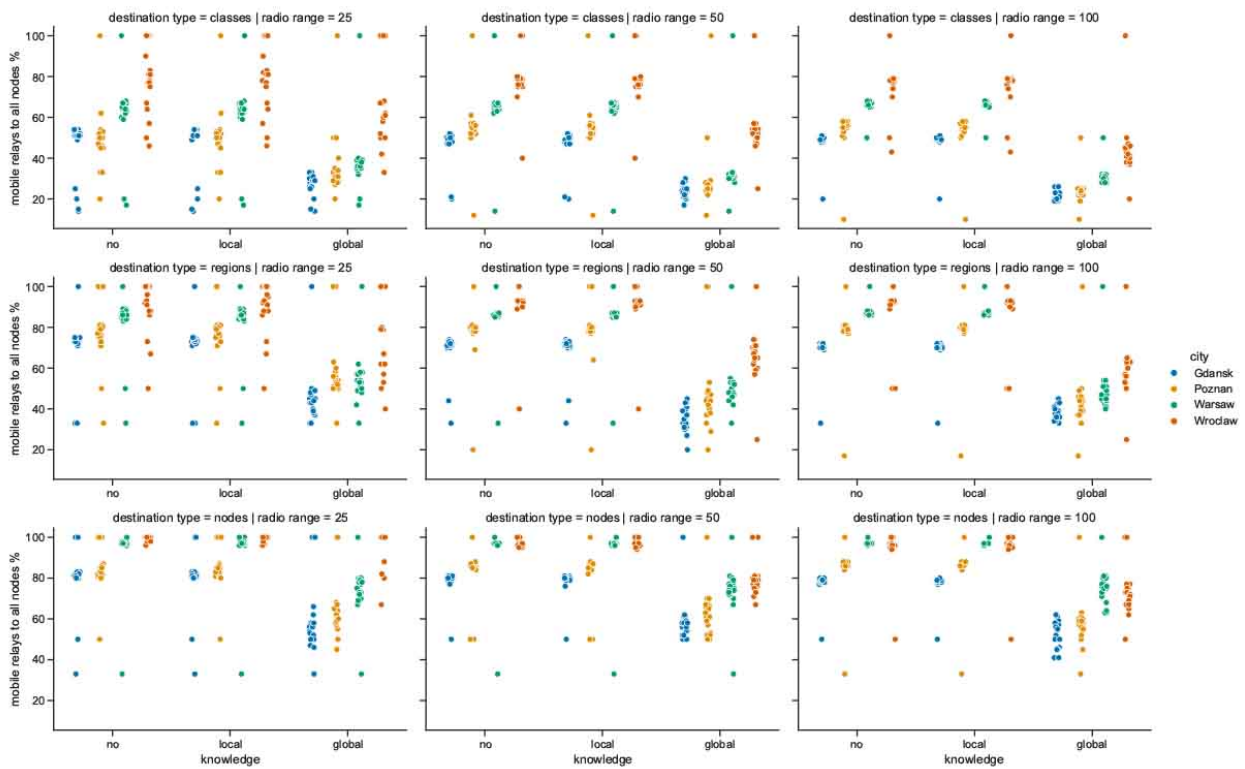 destination type = classes | radio range = 25
destination type = classes | radio range = 50
destination type = classes | radio range = 100
mobile relays to all nodes %
100
80
60
40
20
no
local
global
no
local
global
no
local
global
destination type = regions | radio range = 25
destination type = regions | radio range = 50
destination type = regions | radio range = 100
mobile relays to all nodes %
100
80
60
40
20
no
local
global
no
local
global
no
local
global
city
Gdansk
Poznan
Warsaw
Wroclaw
destination type = nodes | radio range = 25
destination type = nodes | radio range = 50
destination type = nodes | radio range = 100
mobile relays to all nodes %
100
80
60
40
20
no
local
global
knowledge
no
local
global
knowledge
no
local
global
knowledge